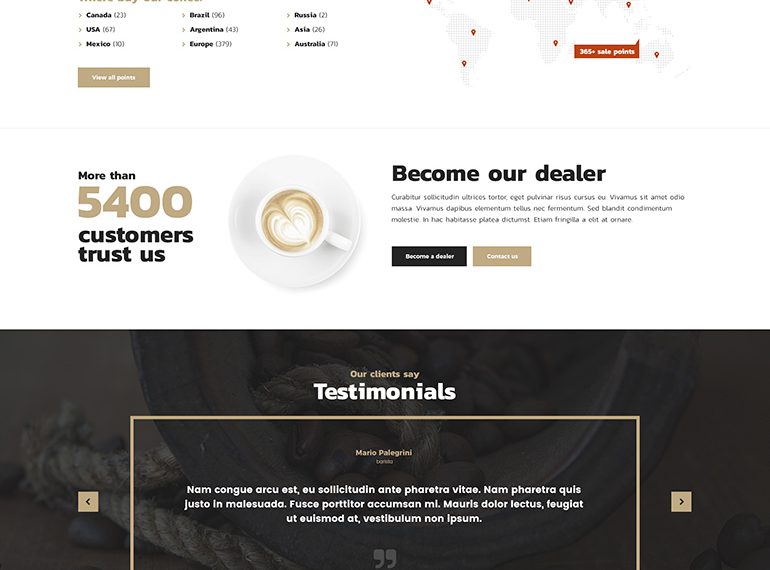 Canada (23)
Brazil (96)
Russia (2)
USA (67)
Argentina (43)
Asia (26)
Mexico (10)
Europe (379)
Australia (71)
365+ sale points
View all points
More than
5400
customers
trust us
Become our dealer
Curabitur sollicitudin ultrices tortor, eget pulvinar risus cursus eu. Vivamus sit amet odio
massa. Vivamus dapibus elementum tellus nec fermentum. Sed blandit condimentum
molestie. In hac habitasse platea dictumst. Etiam fringilla a elit at ornare.
Become a dealer
Contact us
Our clients say
Testimonials
Mario Palegrini
barista
Nam congue arcu est, eu sollicitudin ante pharetra vitae. Nam pharetra quis
justo in malesuada. Fusce porttitor accumsan mi. Mauris dolor lectus, feugiat
ut euismod at, vestibulum non ipsum.